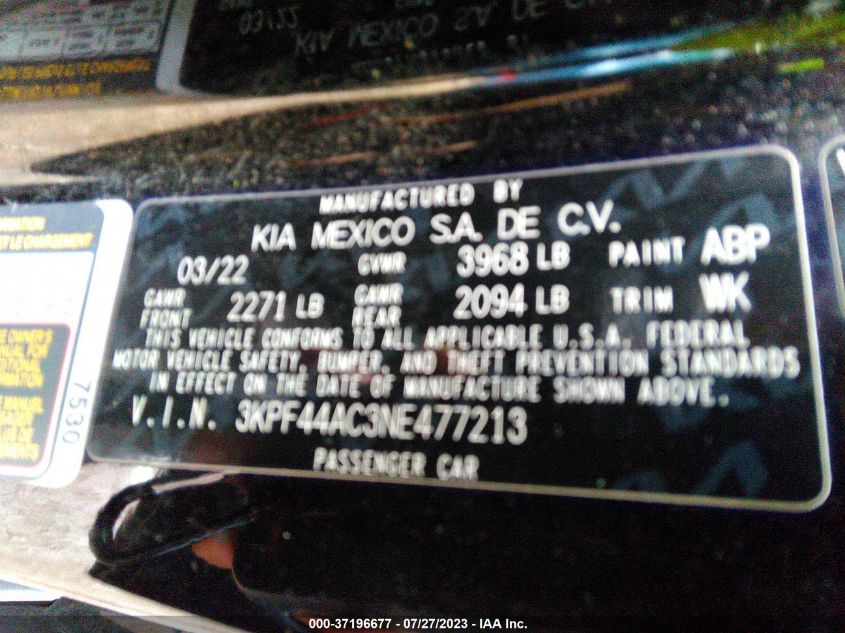 MANUFACTURED BY
KIA MEXICO S.A. DE C.V.
03/22 GVWR 3968 LB PAINT ABP
GAWR FRONT 2271 LB GAWR REAR 2094 LB TRIM WK
THIS VEHICLE CONFORMS TO ALL APPLICABLE U.S.A. FEDERAL
MOTOR VEHICLE SAFETY, BUMPER, AND THEFT PREVENTION STANDARDS
IN EFFECT ON THE DATE OF MANUFACTURE SHOWN ABOVE.
V.I.N. 3KPF44AC3NE477213
PASSENGER CAR
7530
000-37196677 - 07/27/2023 - IAA Inc.